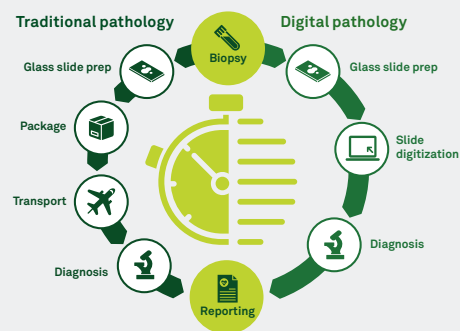 Traditional pathology
Digital pathology
Biopsy
Glass slide prep
Glass slide prep
Package
Slide
digitization
Transport
Diagnosis
Diagnosis
Reporting